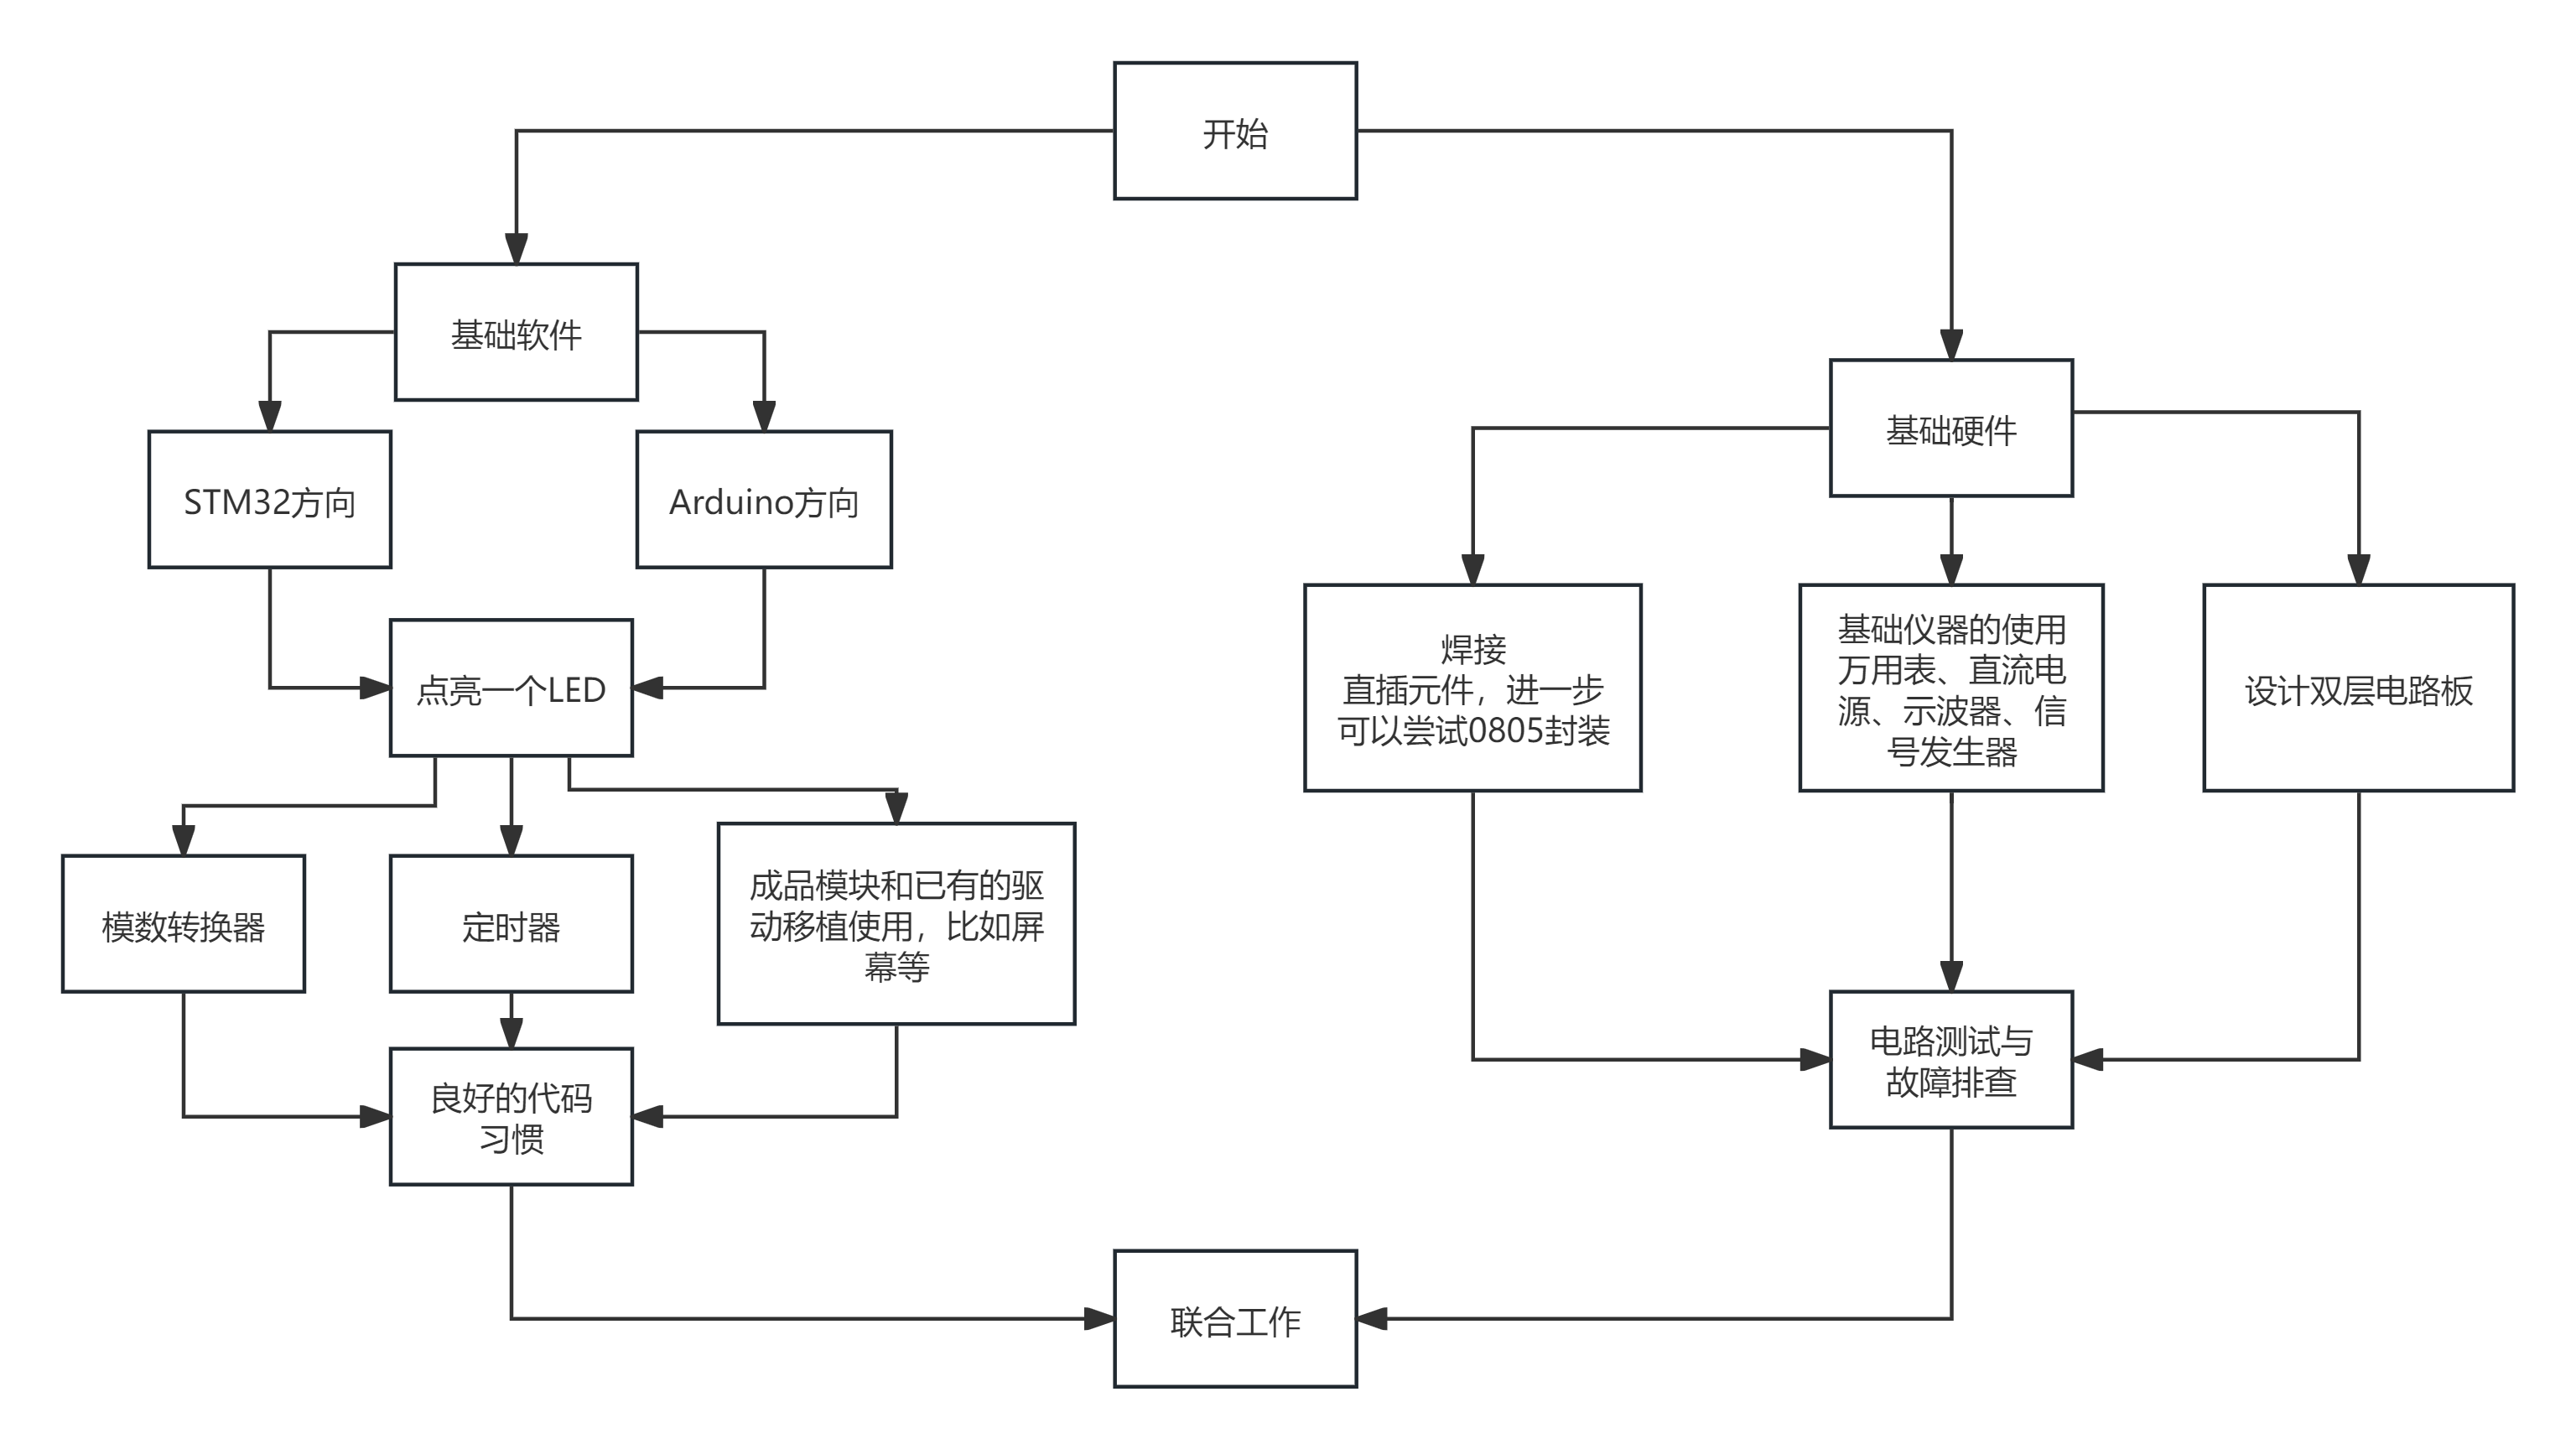 开始
基础软件
基础硬件
STM32方向
Arduino方向
点亮一个LED
焊接
直插元件，进一步
可以尝试0805封装
基础仪器的使用
万用表、直流电
源、示波器、信
号发生器
设计双层电路板
模数转换器
定时器
成品模块和已有的驱
动移植使用，比如屏
幕等
良好的代码
习惯
电路测试与
故障排查
联合工作